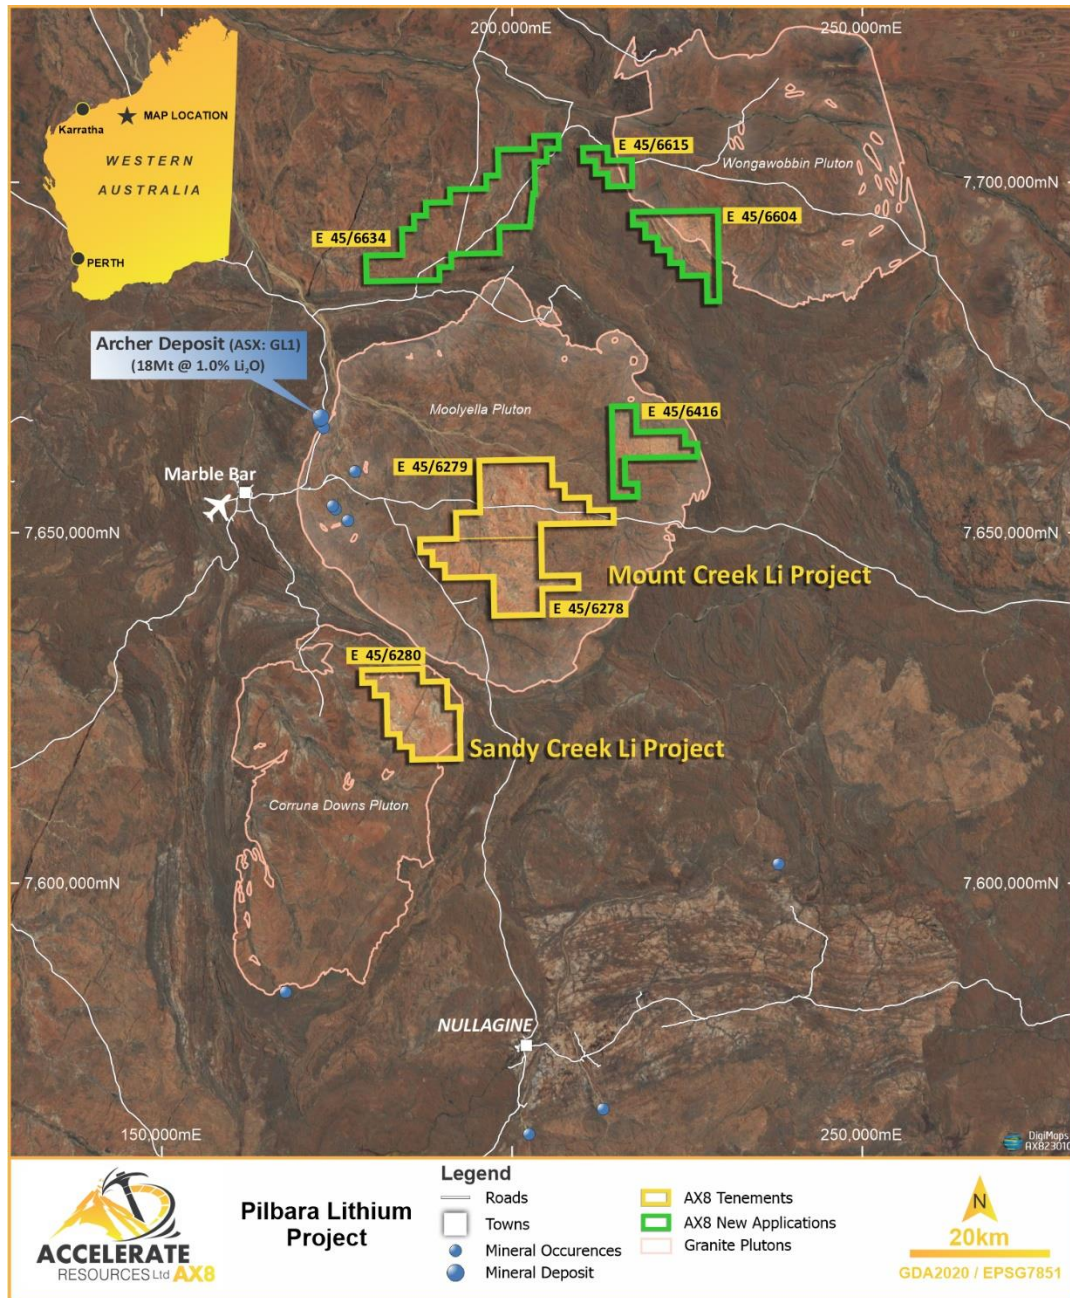 200,000mE
250,000mE
Karratha
MAP LOCATION
WESTERN
AUSTRALIA
PERTH
E 45/6615
Wongawobbin Pluton
7,700,000mN
E 45/6604
E 45/6634
Archer Deposit (ASX: GL1)
(18Mt @ 1.0% Li₂O)
Moolyella Pluton
E 45/6416
E 45/6279
Marble Bar
7,650,000mN
7,650,000mN
Mount Creek Li Project
E 45/6278
E 45/6280
Sandy Creek Li Project
Corruna Downs Pluton
7,600,000mN
7,600,000mN
NULLAGINE
150,000mE
250,000mE
DigiMaps
AX823010
ACCELERATE
RESOURCES Ltd AX8
Pilbara Lithium
Project
Legend
Roads
Towns
Mineral Occurences
Mineral Deposit
AX8 Tenements
AX8 New Applications
Granite Plutons
N
20km
GDA2020 / EPSG7851